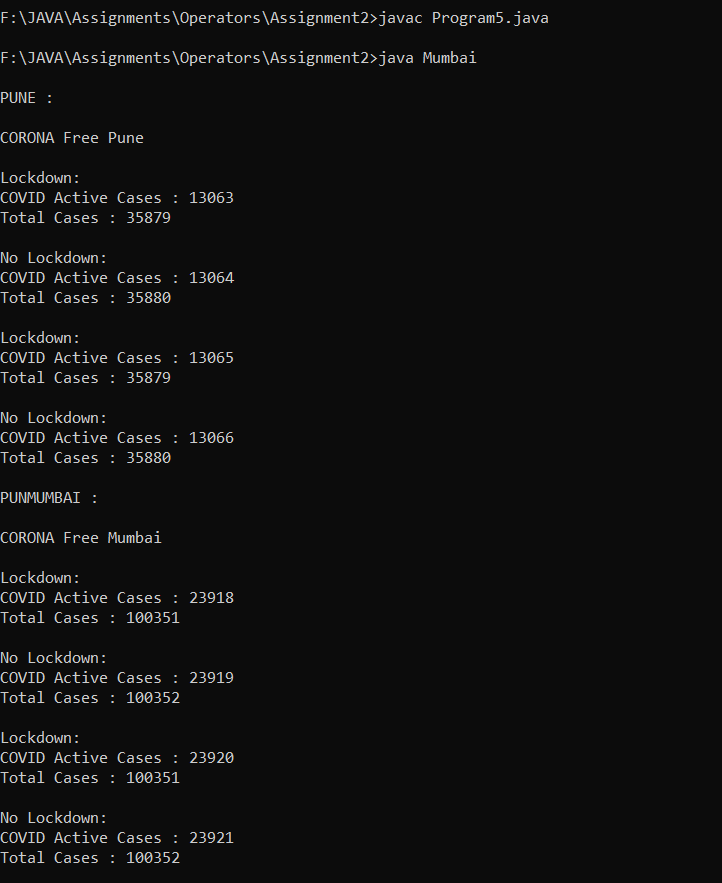 F:\JAVA\Assignments\Operators\Assignment2>javac Program5.java
F:\JAVA\Assignments\Operators\Assignment2>java Mumbai
PUNE :
CORONA Free Pune
Lockdown:
COVID Active Cases : 13063
Total Cases : 35879
No Lockdown:
COVID Active Cases : 13064
Total Cases : 35880
Lockdown:
COVID Active Cases : 13065
Total Cases : 35879
No Lockdown:
COVID Active Cases : 13066
Total Cases : 35880
PUNMUMBAI :
CORONA Free Mumbai
Lockdown:
COVID Active Cases : 23918
Total Cases : 100351
No Lockdown:
COVID Active Cases : 23919
Total Cases : 100352
Lockdown:
COVID Active Cases : 23920
Total Cases : 100351
No Lockdown:
COVID Active Cases : 23921
Total Cases : 100352